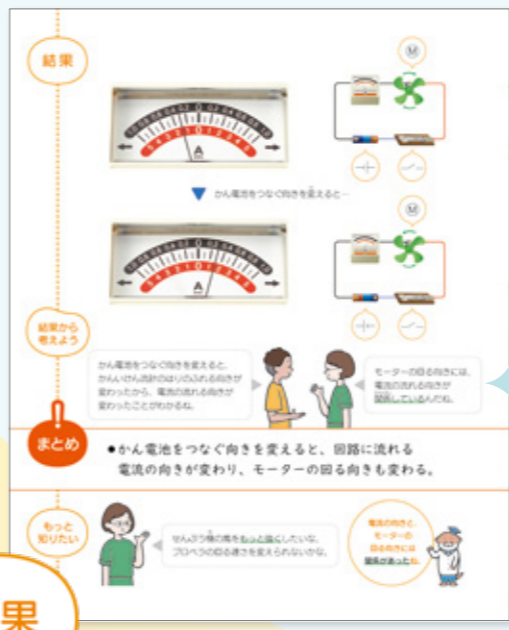 結果
A
M
かん電池をつなぐ向きを変えると…
A
M
結果から
考えよう
かん電池をつなぐ向きを変えると、
かんいけん流計のはりのふれる向きが
変わったから、電流の流れる向きが
変わったことがわかるね。
モーターの回る向きには、
電流の流れる向きが
関係しているんだね。
まとめ
●かん電池をつなぐ向きを変えると、回路に流れる
電流の向きが変わり、モーターの回る向きも変わる。
もっと
知りたい
せんぷう機の風をもっと強くしたいな。
プロペラの回る速さを変えられないかな。
電流の向きと、
モーターの
回る向きには
関係があったね。
果